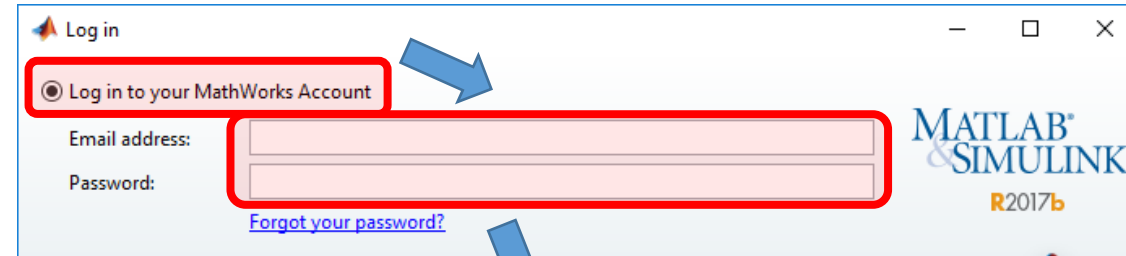 Log in
Log in to your MathWorks Account
Email address:
Password:
Forgot your password?
MATLAB®
&SIMULINK
R2017b